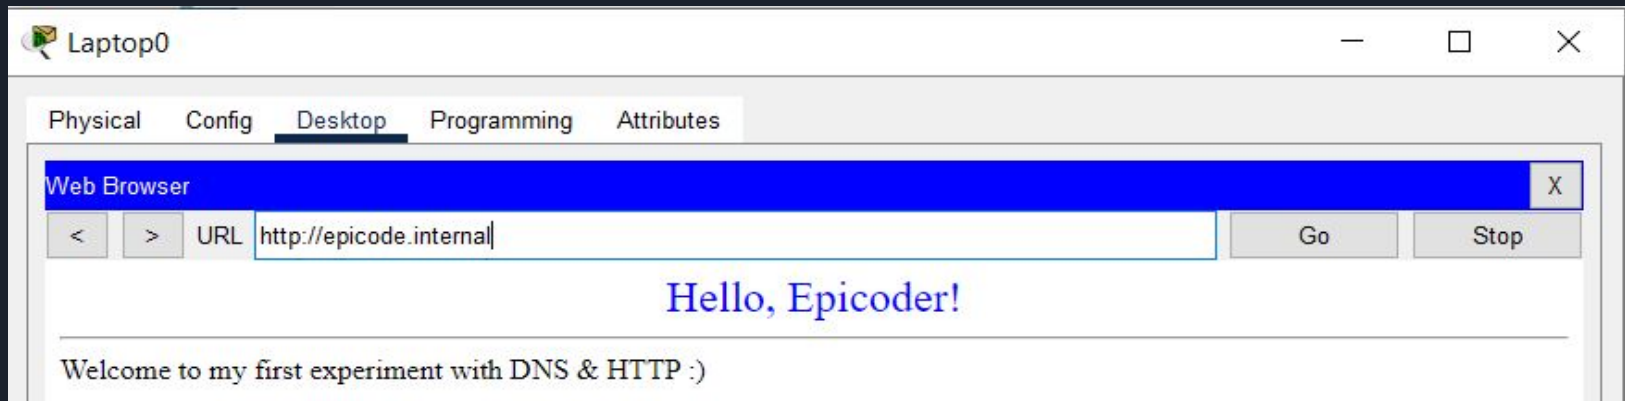 Laptop0
Physical Config Desktop Programming Attributes
Web Browser X
< > URL http://epicode.internal Go Stop
Hello, Epicoder!
Welcome to my first experiment with DNS & HTTP :)